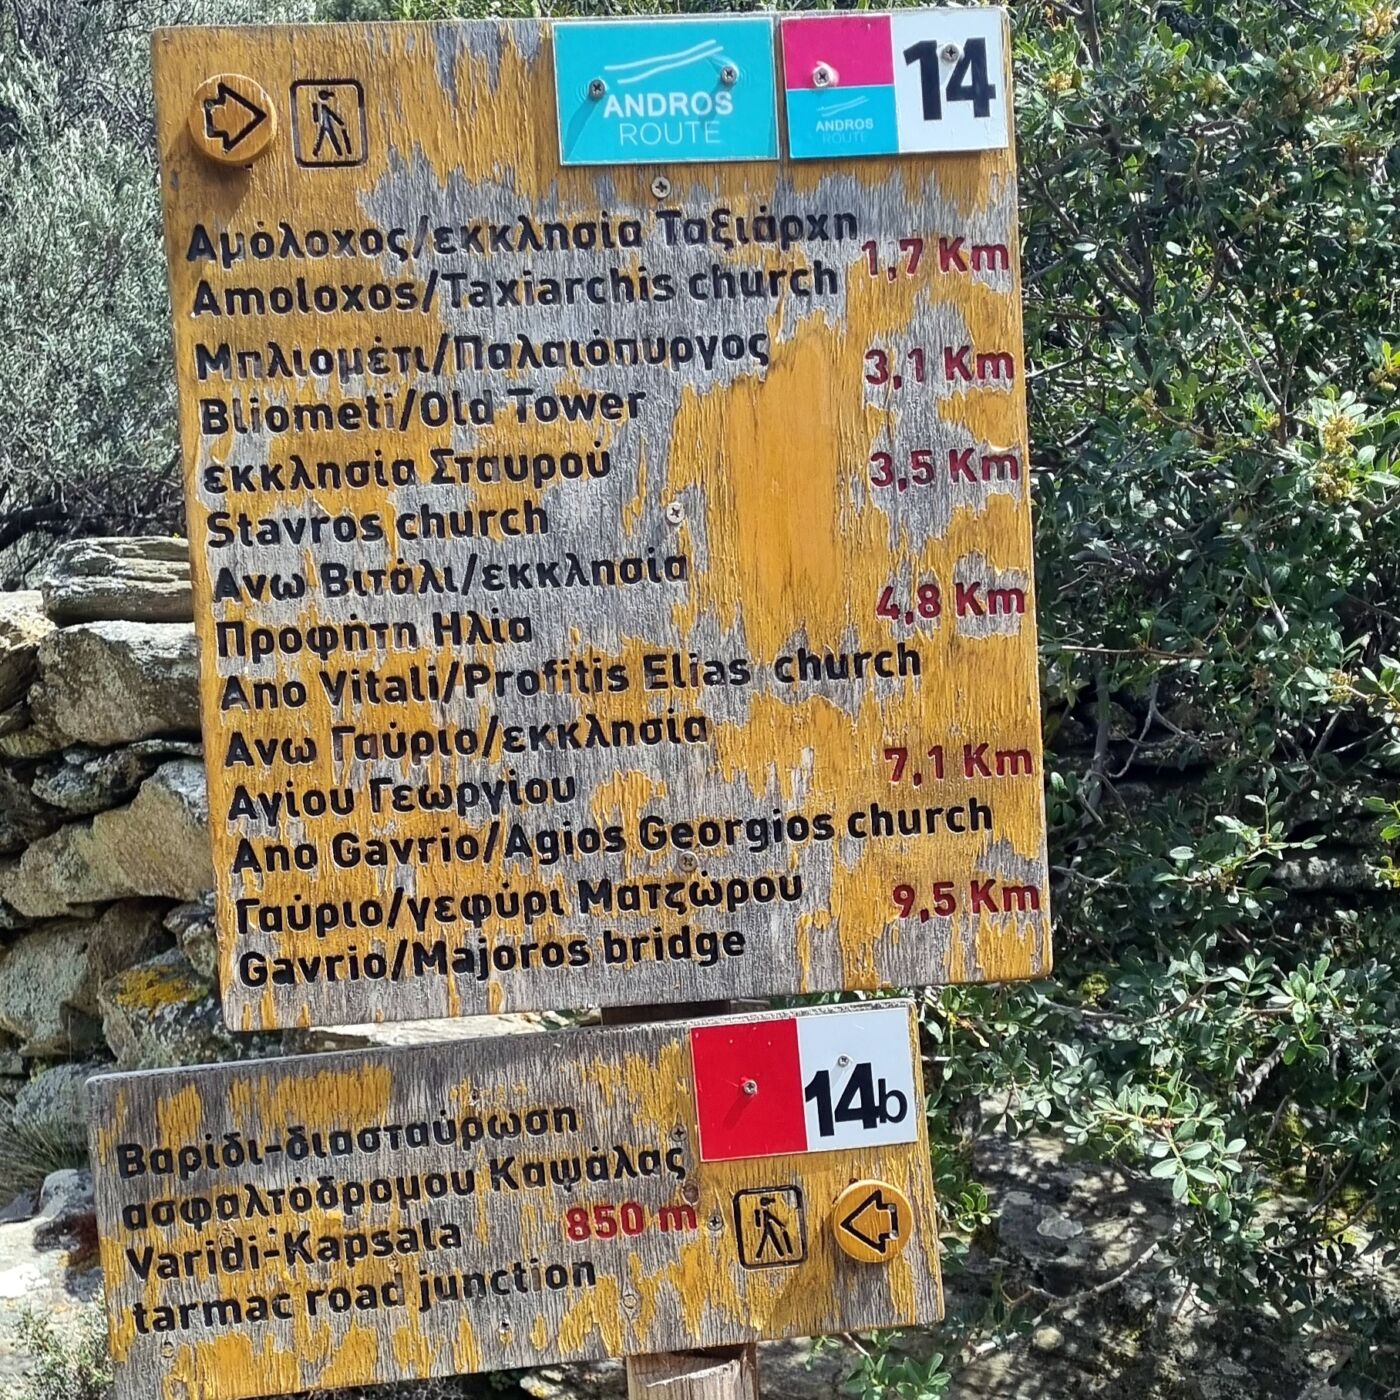 ANDROS
ROUTE
ANDROS
ROUTE
14
Αμόλοχος/εκκλησία Ταξιάρχη
Amoloxos/Taxiarchis church
1,7 Km
Μπλιομέτι/Παλαιόπυργος
Bliometi/Old Tower
3,1 Km
εκκλησία Σταυρού
Stavros church
3,5 Km
Ανω Βιτάλι/εκκλησία
Προφήτη Ηλία
Ano Vitali/Profitis Elias church
4,8 Km
Ανω Γαύριο/εκκλησία
Αγίου Γεωργίου
Ano Gavrio/Agios Georgios church
7,1 Km
Γαύριο/γεφύρι Ματζώρου
Gavrio/Majoros bridge
9,5 Km
14b
Βαρίδι-διασταύρωση
ασφαλτόδρομου Καψάλας
Varidi-Kapsala
tarmac road junction
850 m